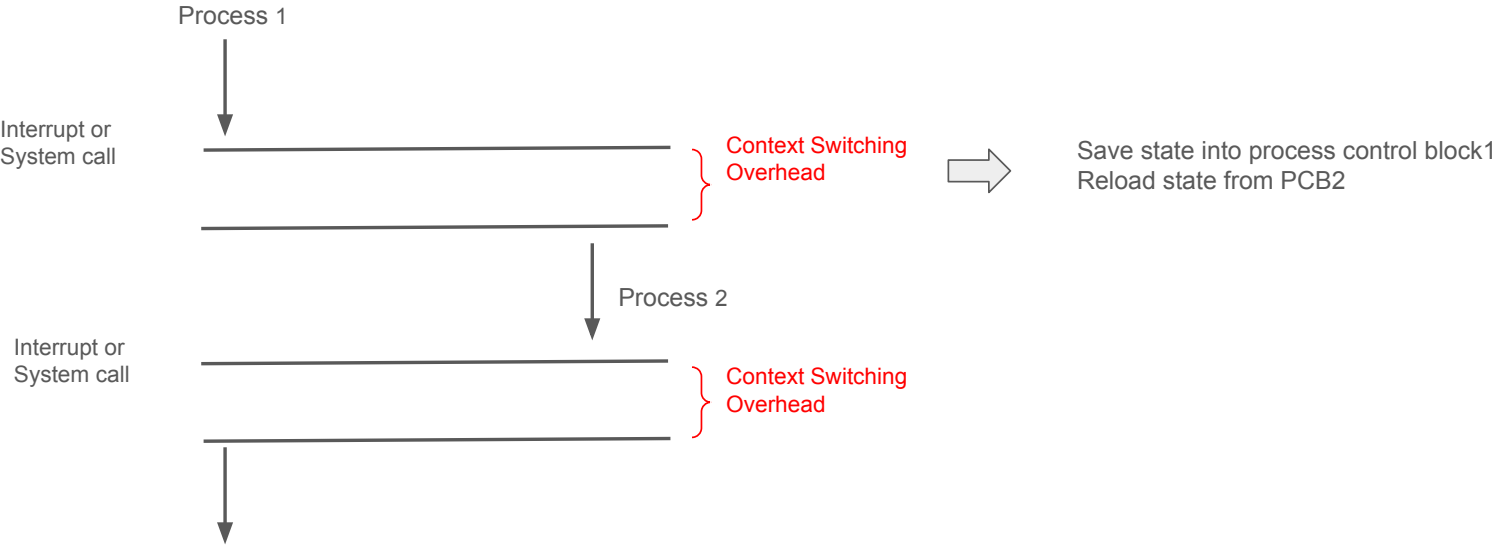 Process 1
Interrupt or
System call
Context Switching
Overhead
Save state into process control block1
Reload state from PCB2
Process 2
Interrupt or
System call
Context Switching
Overhead